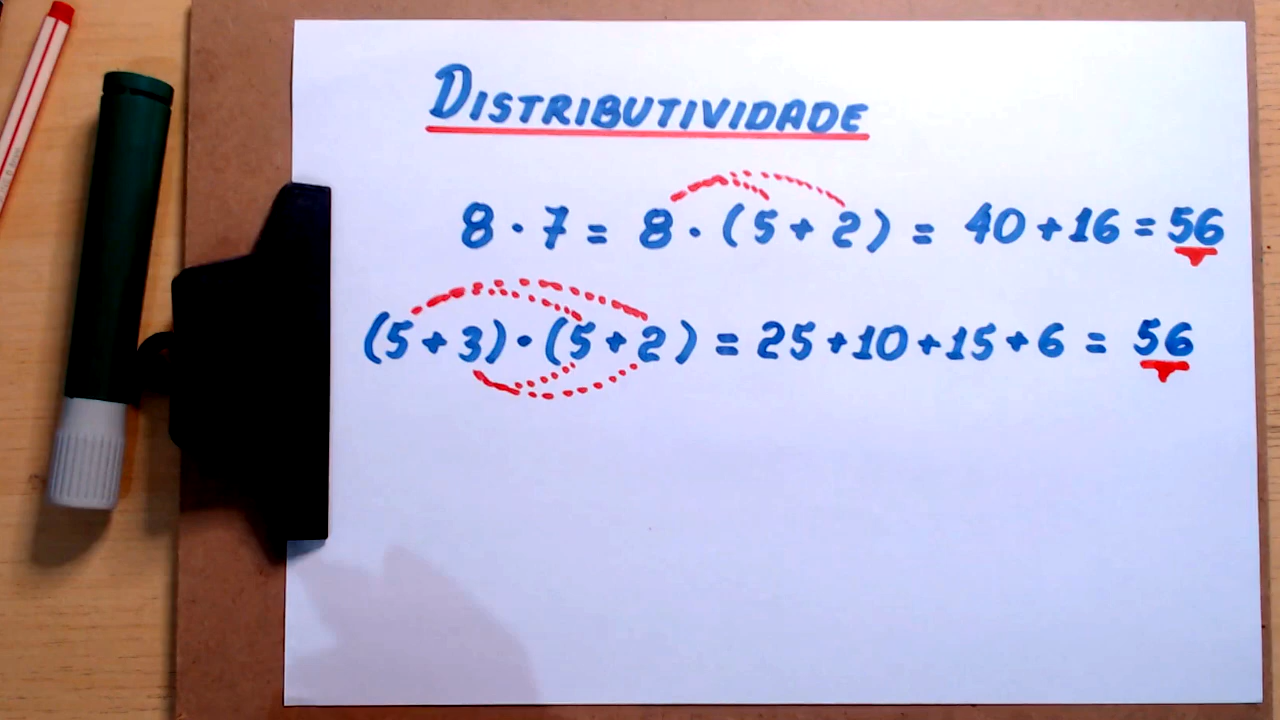 DISTRIBUTIVIDADE
8 · 7 = 8 · (5 + 2) = 40 + 16 = 56
(5 + 3) · (5 + 2) = 25 + 10 + 15 + 6 = 56